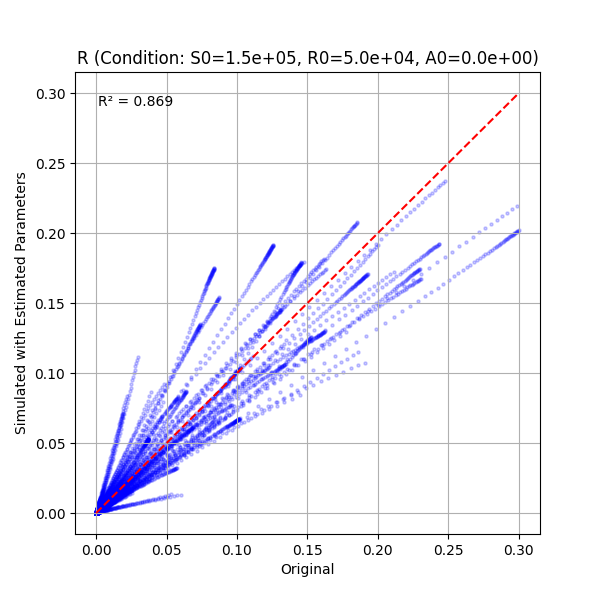 R (Condition: S0=1.5e+05, R0=5.0e+04, A0=0.0e+00)
R² = 0.869
0.30
0.25
0.20
0.15
0.10
0.05
0.00
Simulated with Estimated Parameters
0.00 0.05 0.10 0.15 0.20 0.25 0.30
Original